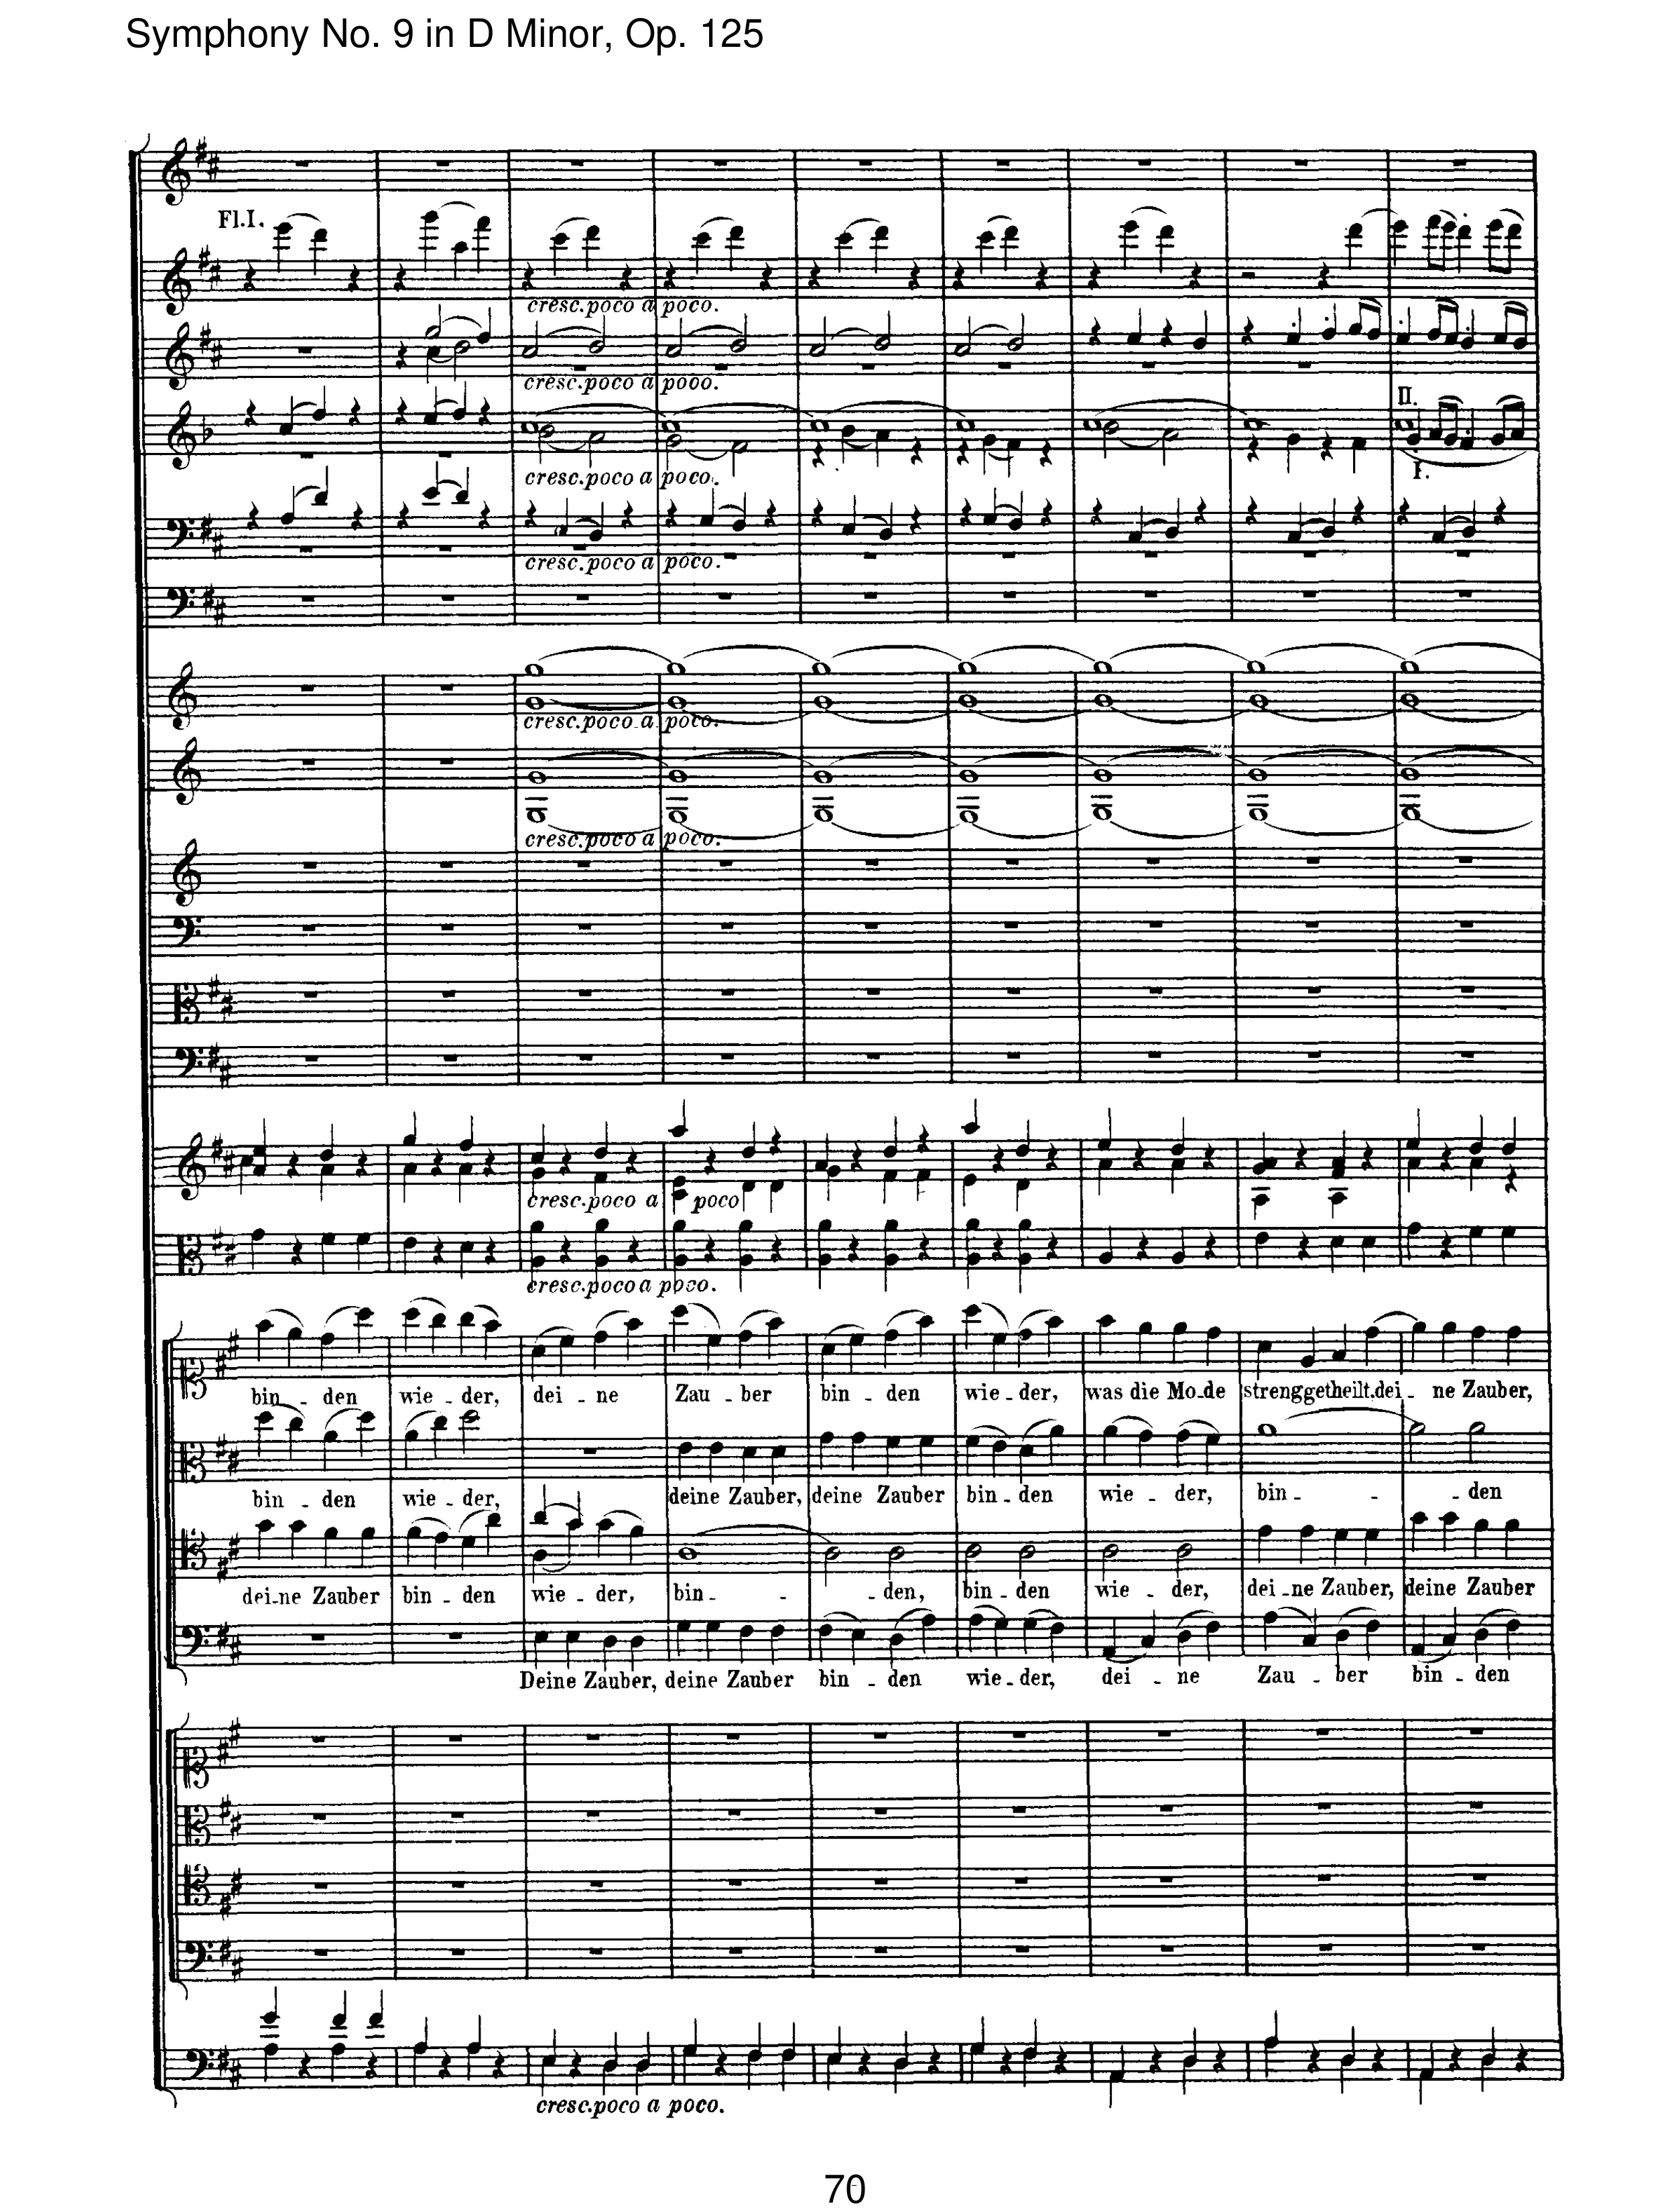 Symphony No. 9 in D Minor, Op. 125
Fl.I.
cresc. poco a poco.
cresc. poco a pooo.
II.
I.
cresc. poco a poco.
cresc. poco a poco.
cresc. poco a poco.
cresc. poco a poco.
cresc. poco a poco
cresc. poco a poco.
bin - den wie - der, dei - ne Zau - ber bin - den wie - der, was die Mo - de streng getheilt. dei - ne Zauber,
bin - den wie - der, deine Zauber, deine Zauber bin - den wie - der, bin - - den
dei - ne Zauber bin - den wie - der, bin - - den, bin - den wie - der, dei - ne Zauber, deine Zauber
Deine Zauber, deine Zauber bin - den wie - der, dei - ne Zau - ber bin - den
cresc. poco a poco.
70